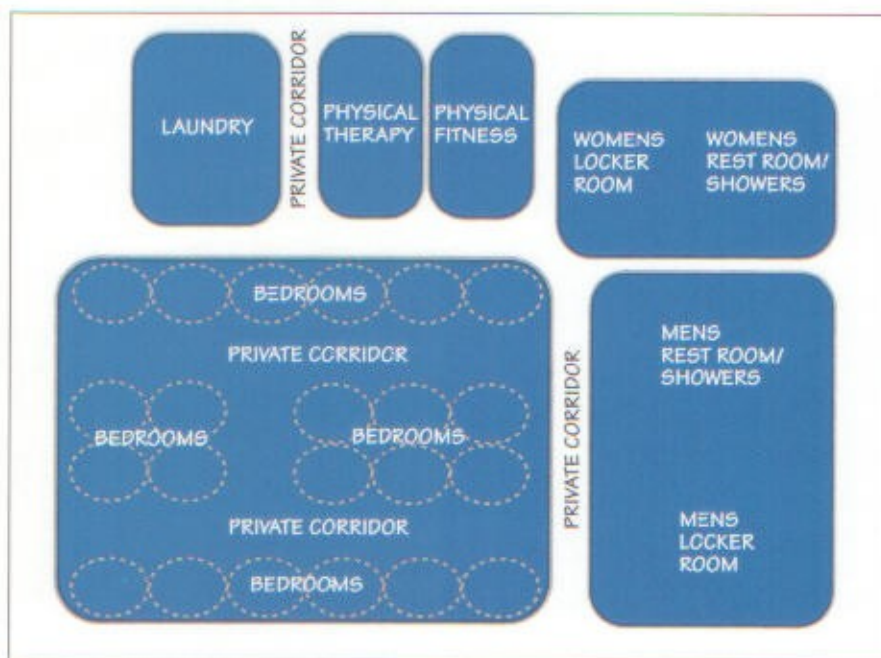 LAUNDRY
PRIVATE CORRIDOR
PHYSICAL
THERAPY
PHYSICAL
FITNESS
WOMENS
LOCKER
ROOM
WOMENS
REST ROOM/
SHOWERS
BEDROOMS
PRIVATE CORRIDOR
BEDROOMS
BEDROOMS
PRIVATE CORRIDOR
BEDROOMS
PRIVATE CORRIDOR
MENS
REST ROOM/
SHOWERS
MENS
LOCKER
ROOM